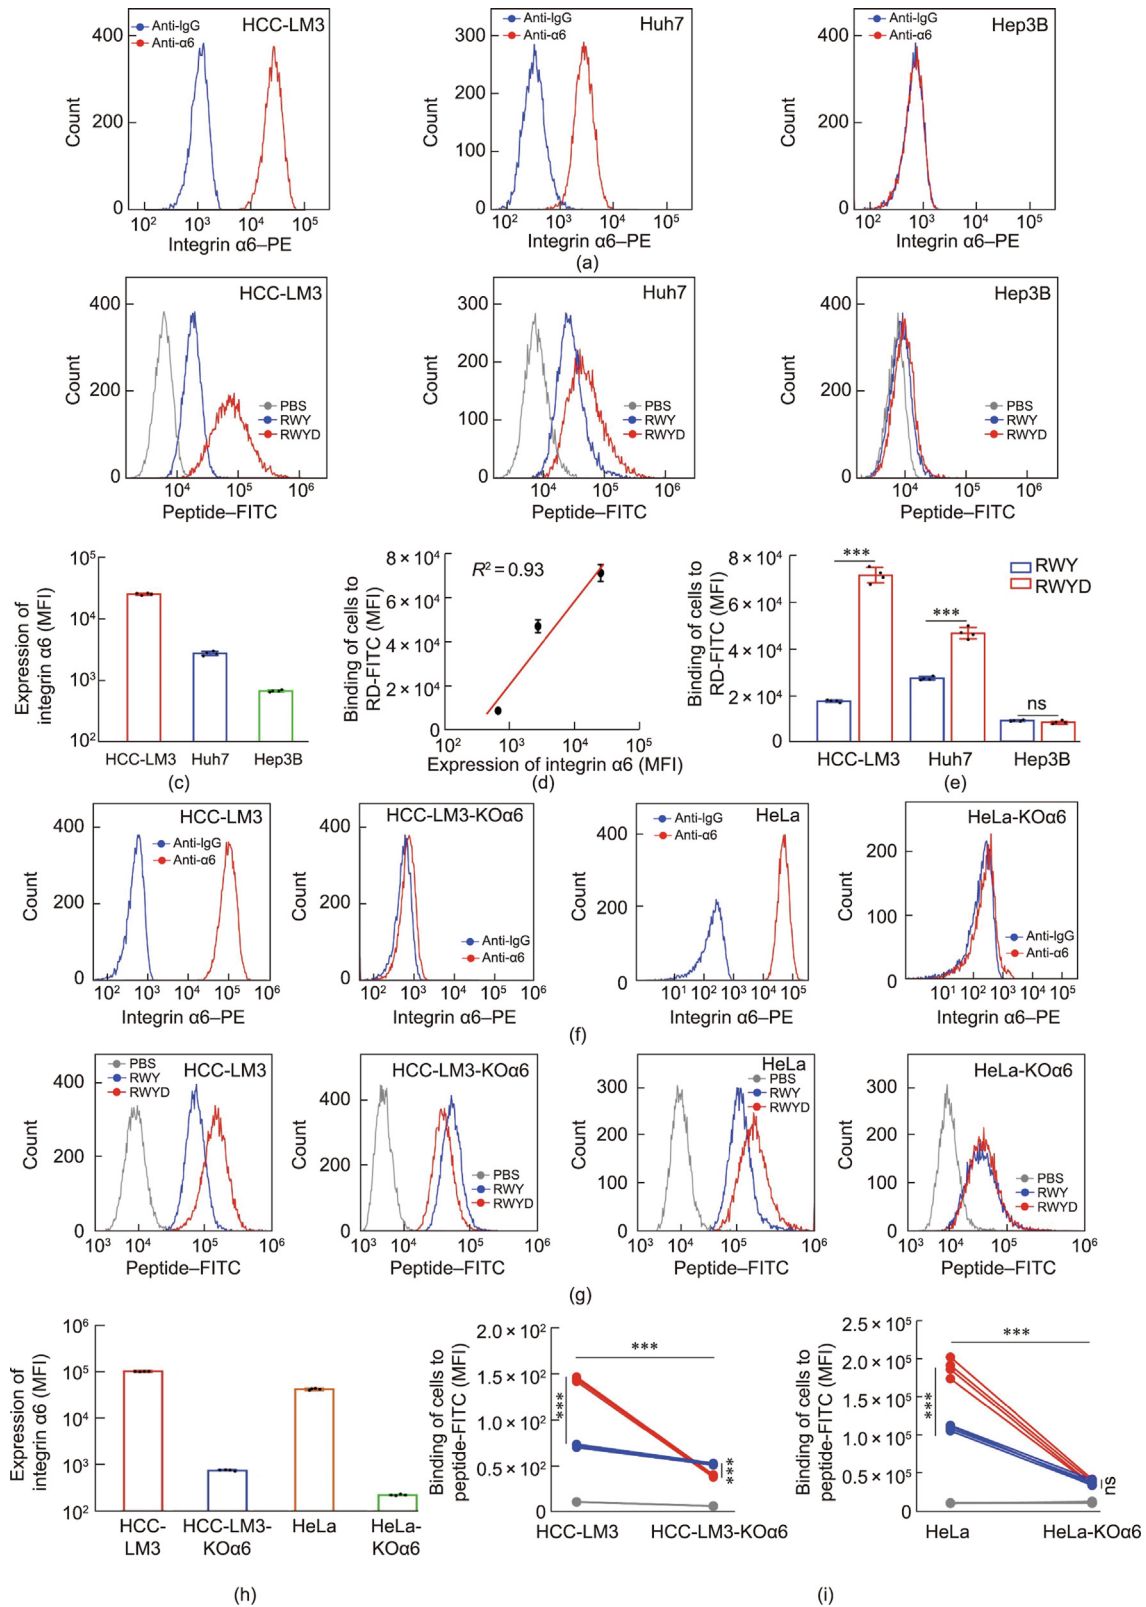 HCC-LM3
Anti-IgG
Anti-α6
400
200
0
Count
10² 10³ 10⁴ 10⁵
Integrin α6–PE
Huh7
Anti-IgG
Anti-α6
300
200
100
0
Count
10² 10³ 10⁴ 10⁵
Integrin α6–PE
Hep3B
Anti-IgG
Anti-α6
400
200
0
Count
10² 10³ 10⁴ 10⁵
Integrin α6–PE
(a)
HCC-LM3
400
200
0
Count
PBS
RWY
RWYD
10⁴ 10⁵ 10⁶
Peptide–FITC
Huh7
300
200
100
0
Count
PBS
RWY
RWYD
10⁴ 10⁵ 10⁶
Peptide–FITC
Hep3B
400
200
0
Count
PBS
RWY
RWYD
10⁴ 10⁵ 10⁶
Peptide–FITC
Expression of
integrin α6 (MFI)
10⁵
10⁴
10³
10²
HCC-LM3 Huh7 Hep3B
(c)
Binding of cells to
RD-FITC (MFI)
8 × 10⁴
6 × 10⁴
4 × 10⁴
2 × 10⁴
0
R² = 0.93
10² 10³ 10⁴ 10⁵
Expression of integrin α6 (MFI)
(d)
Binding of cells to
RD-FITC (MFI)
8 × 10⁴
6 × 10⁴
4 × 10⁴
2 × 10⁴
0
***
***
ns
RWY
RWYD
HCC-LM3 Huh7 Hep3B
(e)
HCC-LM3
Anti-IgG
Anti-α6
400
200
0
Count
10² 10³ 10⁴ 10⁵ 10⁶
Integrin α6–PE
HCC-LM3-KOα6
400
200
0
Count
Anti-IgG
Anti-α6
10² 10³ 10⁴ 10⁵ 10⁶
Integrin α6–PE
HeLa
Anti-IgG
Anti-α6
400
200
0
Count
10¹ 10² 10³ 10⁴ 10⁵
Integrin α6–PE
HeLa-KOα6
200
100
0
Count
Anti-IgG
Anti-α6
10¹ 10² 10³ 10⁴ 10⁵
Integrin α6–PE
(f)
HCC-LM3
PBS
RWY
RWYD
400
200
0
Count
10³ 10⁴ 10⁵ 10⁶
Peptide–FITC
HCC-LM3-KOα6
400
200
0
Count
PBS
RWY
RWYD
10³ 10⁴ 10⁵ 10⁶
Peptide–FITC
HeLa
PBS
RWY
RWYD
300
200
100
0
Count
10³ 10⁴ 10⁵ 10⁶
Peptide–FITC
HeLa-KOα6
300
200
100
0
Count
PBS
RWY
RWYD
10³ 10⁴ 10⁵ 10⁶
Peptide–FITC
(g)
Expression of
integrin α6 (MFI)
10⁶
10⁵
10⁴
10³
10²
HCC-
LM3
HCC-LM3-
KOα6
HeLa
HeLa-
KOα6
(h)
Binding of cells to
peptide-FITC (MFI)
2.0 × 10²
1.5 × 10²
1.0 × 10²
0.5 × 10²
0
***
***
***
HCC-LM3 HCC-LM3-KOα6
Binding of cells to
peptide-FITC (MFI)
2.5 × 10⁵
2.0 × 10⁵
1.5 × 10⁵
1.0 × 10⁵
0.5 × 10⁵
0
***
***
ns
HeLa HeLa-KOα6
(i)